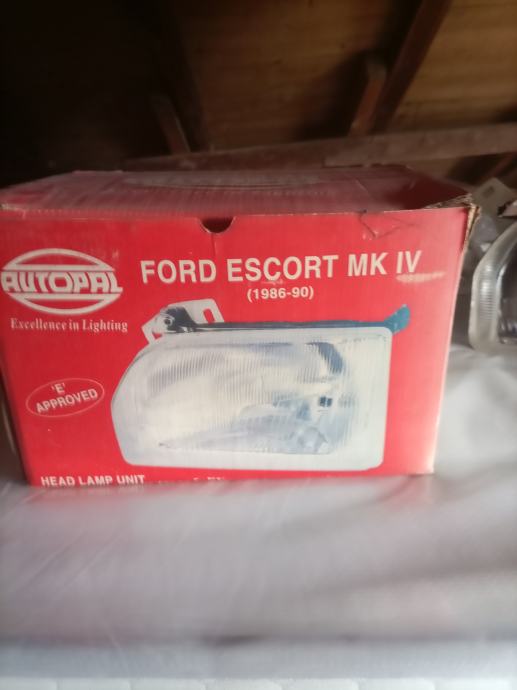 AUTOPAL
Excellence in Lighting
FORD ESCORT MK IV
(1986-90)
'E'
APPROVED
HEAD LAMP UNIT